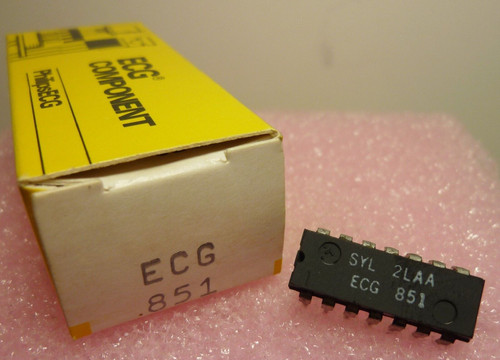 ECG®
COMPONENT
PhilipsECG
ECG
.851
SYL 2LAA
ECG 851